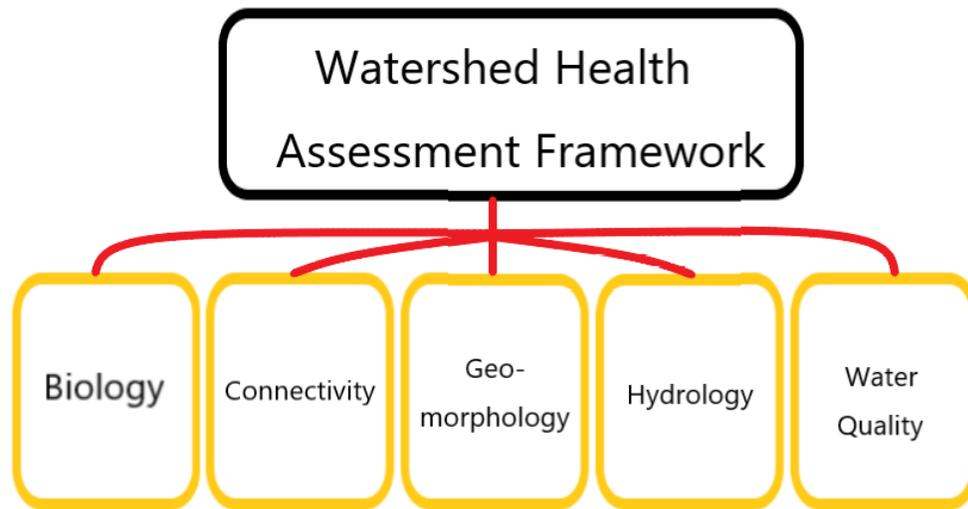 Watershed Health
Assessment Framework
Biology
Connectivity
Geo-
morphology
Hydrology
Water
Quality